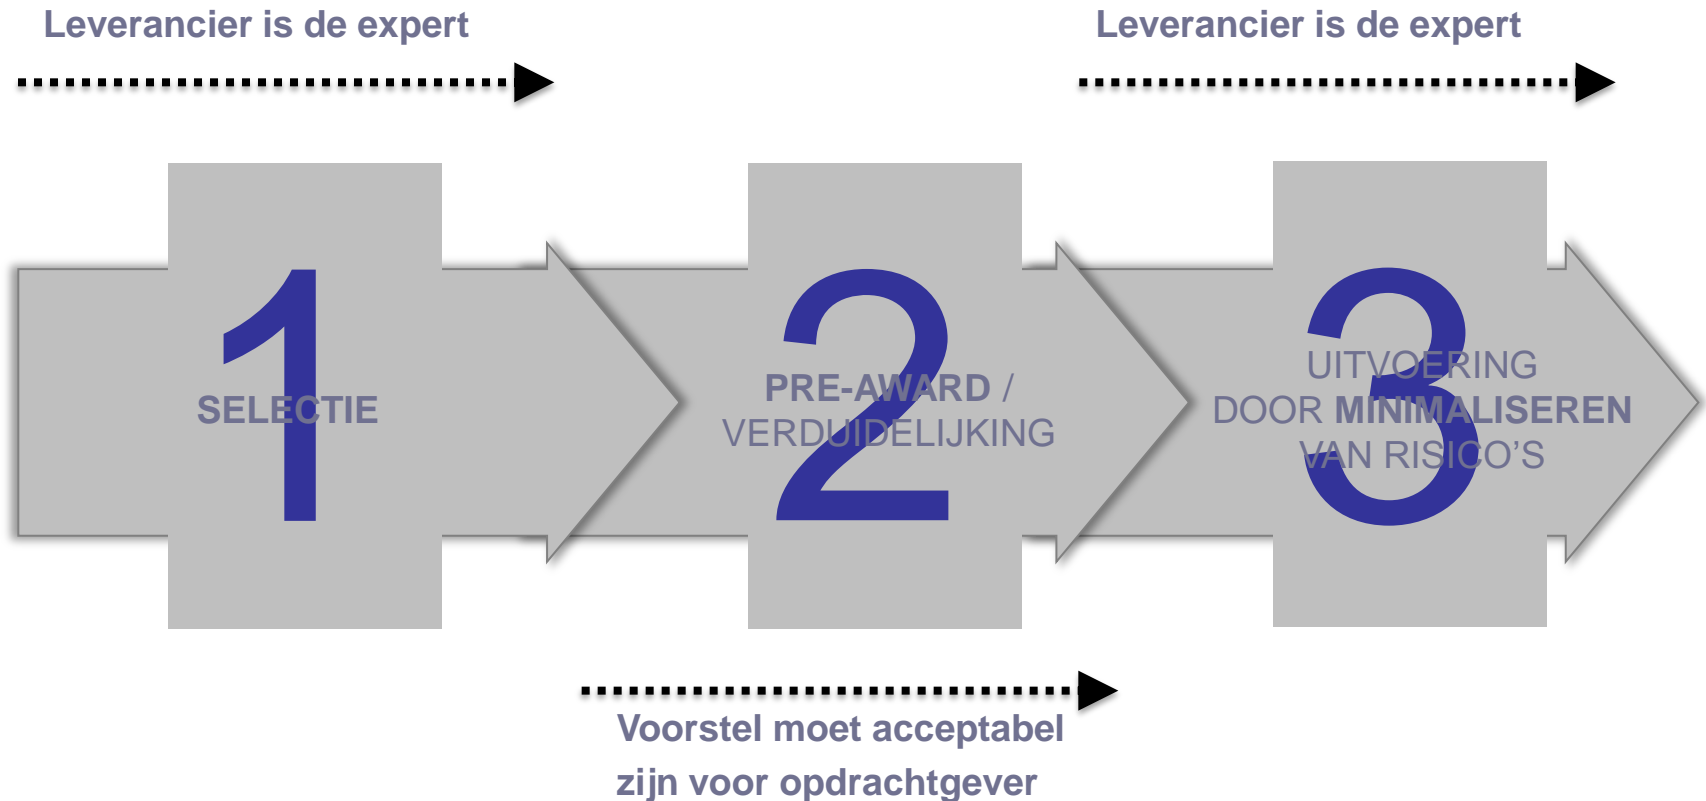 Leverancier is de expert
Leverancier is de expert
1
SELECTIE
2
PRE-AWARD /
VERDUIDELIJKING
3
UITVOERING
DOOR MINIMALISEREN
VAN RISICO’S
Voorstel moet acceptabel
zijn voor opdrachtgever